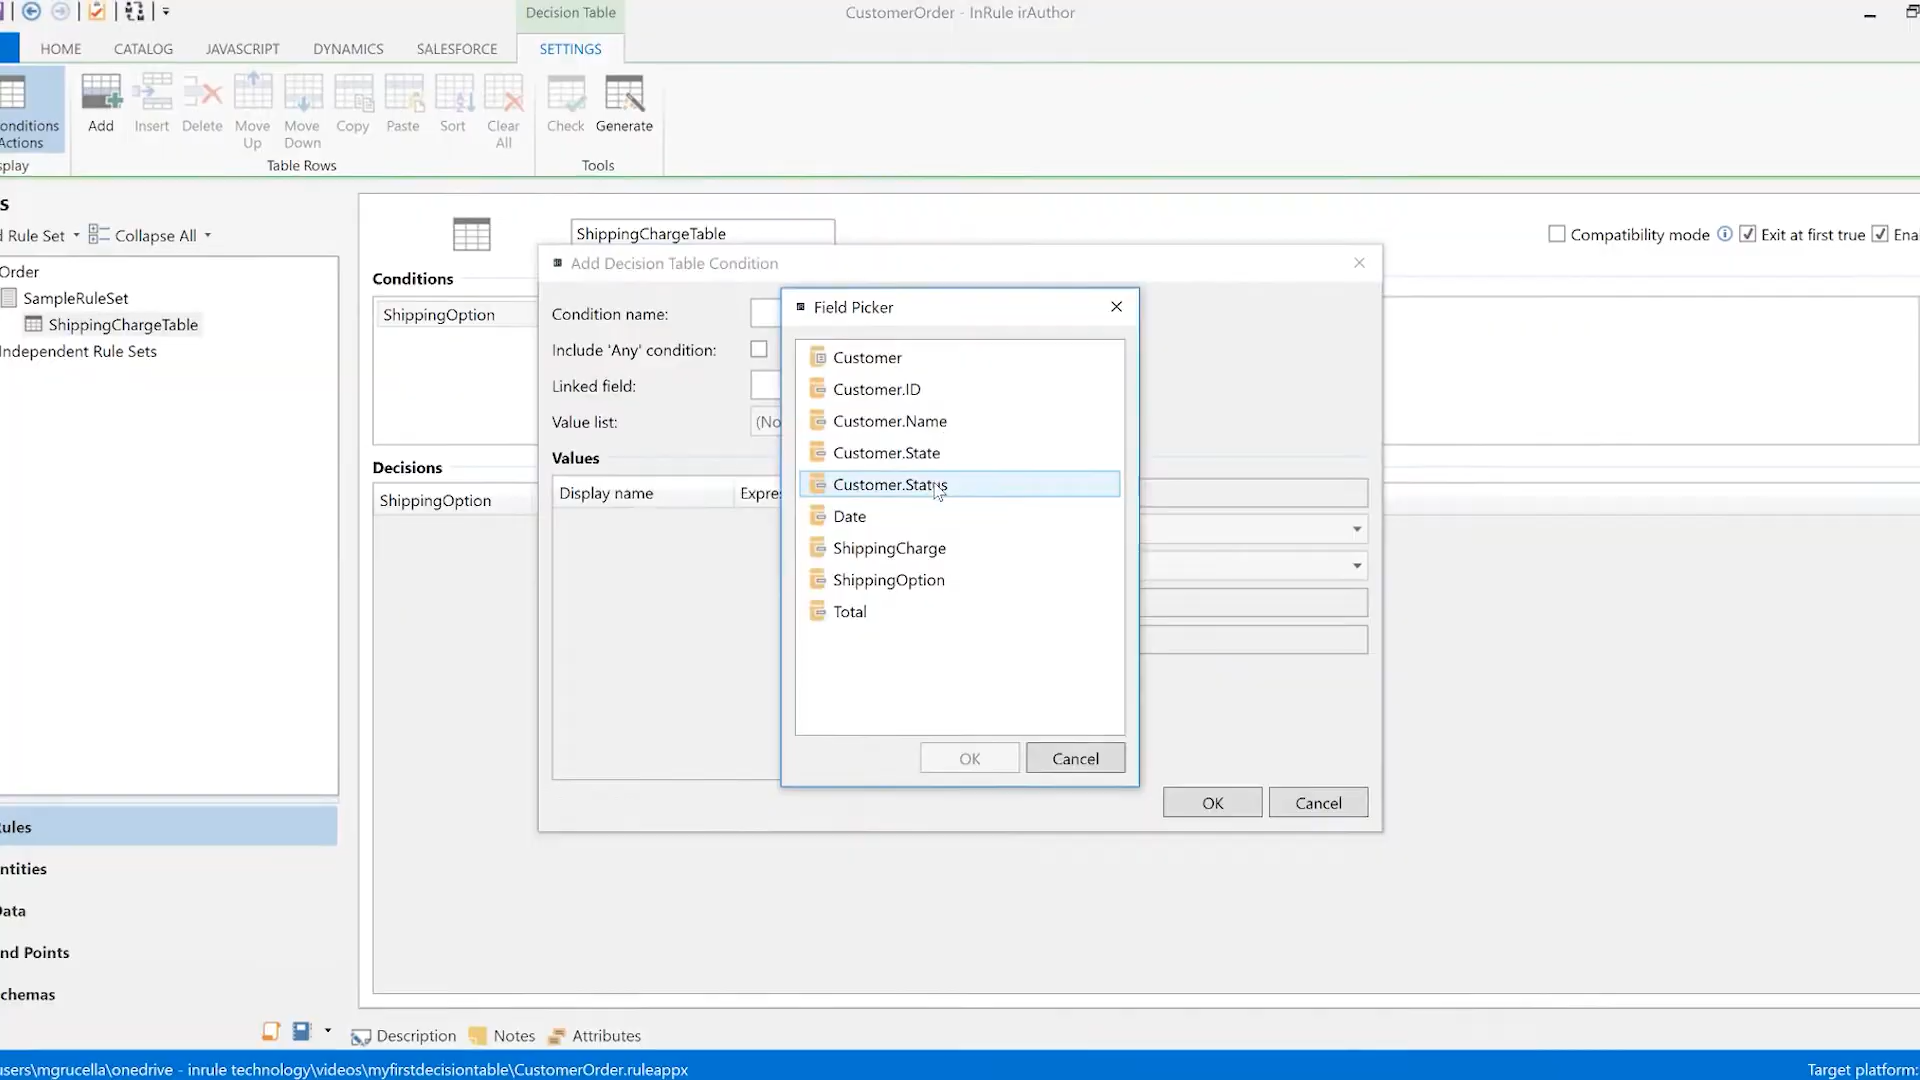 Decision Table
CustomerOrder - InRule irAuthor
HOME
CATALOG
JAVASCRIPT
DYNAMICS
SALESFORCE
SETTINGS
onditions
Actions
splay
Add
Insert
Delete
Move
Up
Move
Down
Copy
Paste
Sort
Clear
All
Table Rows
Check
Generate
Tools
s
d Rule Set
Collapse All
Order
SampleRuleSet
ShippingChargeTable
Independent Rule Sets
ShippingChargeTable
Compatibility mode
Exit at first true
Ena
Conditions
ShippingOption
Decisions
ShippingOption
Add Decision Table Condition
Condition name:
Include 'Any' condition:
Linked field:
Value list:
(No
Values
Display name
Expre
Field Picker
Customer
Customer.ID
Customer.Name
Customer.State
Customer.Status
Date
ShippingCharge
ShippingOption
Total
OK
Cancel
OK
Cancel
Rules
ntities
Data
nd Points
chemas
Description
Notes
Attributes
users\mgrucella\onedrive - inrule technology\videos\myfirstdecisiontable\CustomerOrder.ruleappx
Target platform: